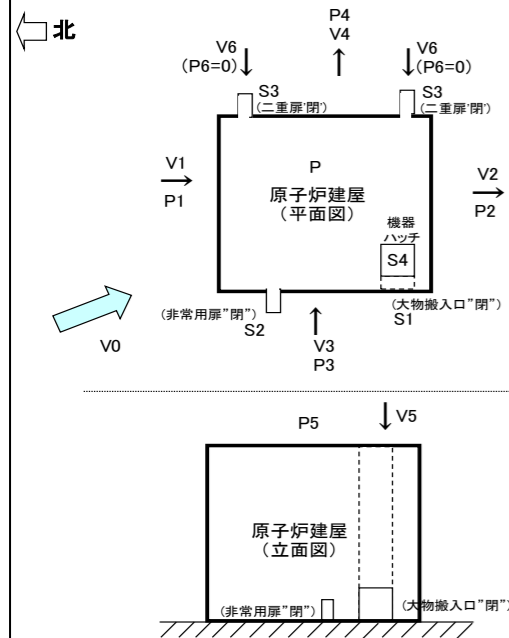 北
P4
V4
V6
(P6=0)
V6
(P6=0)
S3
(二重扉'閉')
S3
(二重扉'閉')
V1
P1
P
原子炉建屋
(平面図)
V2
P2
機器
ハッチ
S4
(非常用扉"閉")
S2
(大物搬入口"閉")
S1
V0
V3
P3
P5
V5
原子炉建屋
(立面図)
(非常用扉"閉")
(大物搬入口"閉")